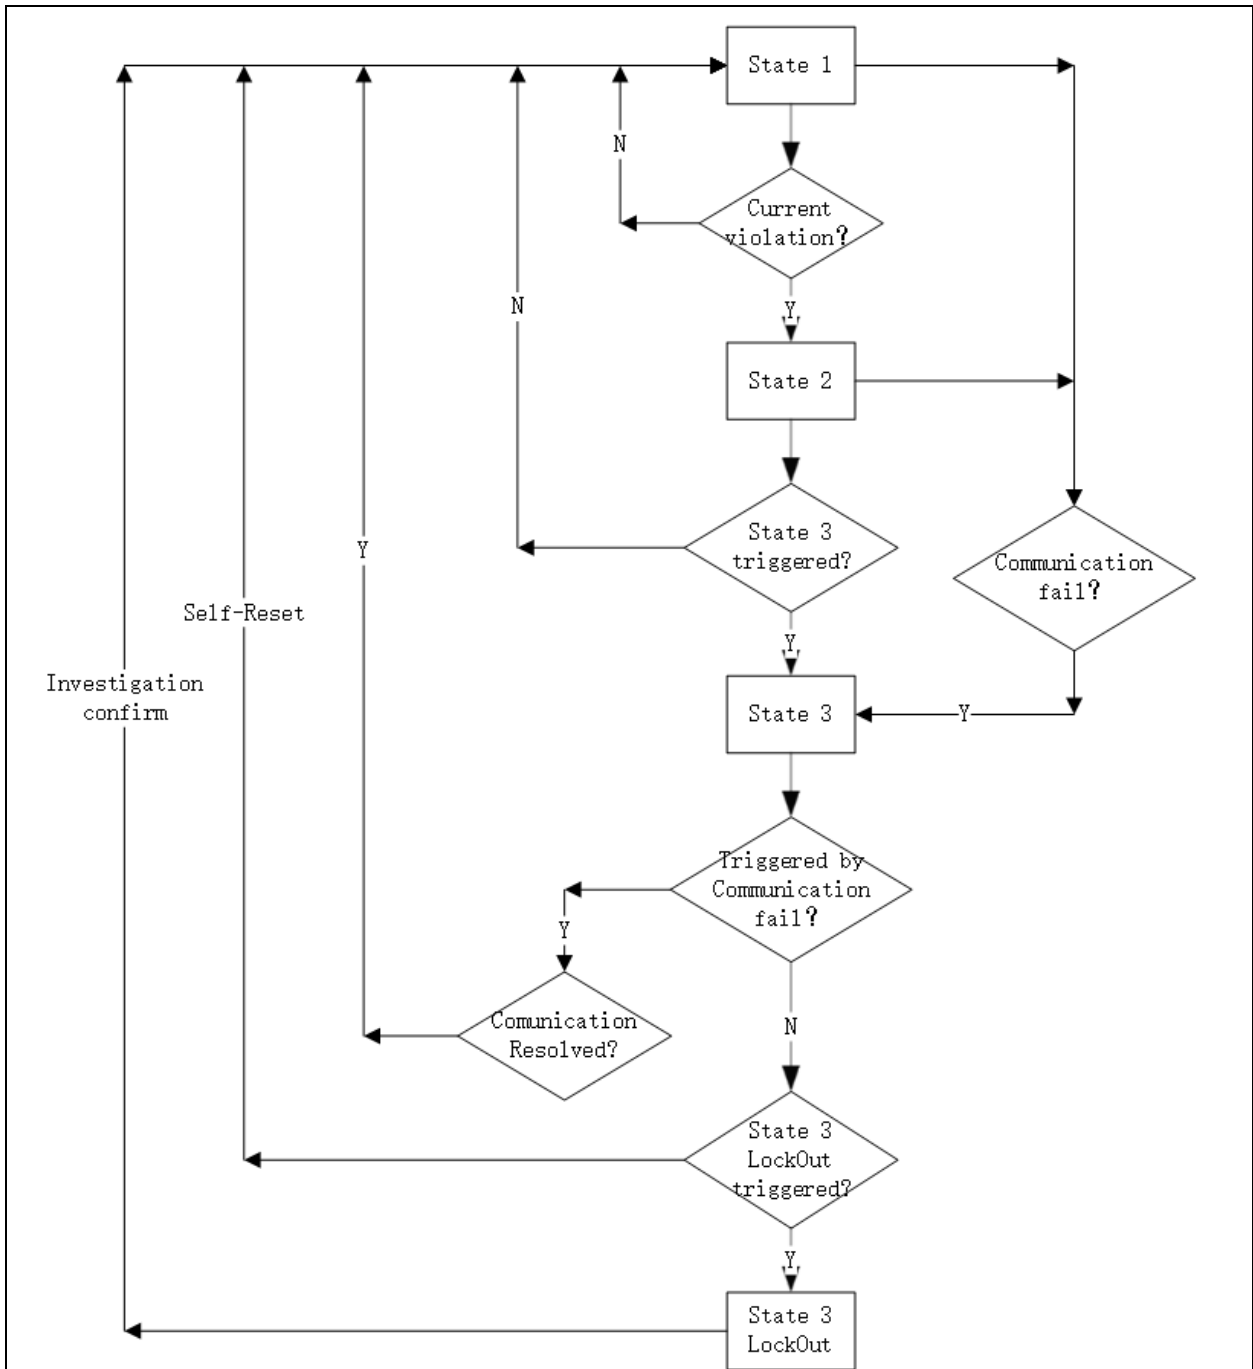 State 1
N
Current
violation?
N
Y
State 2
State 3
triggered?
Communication
fail?
Y
Self-Reset
Y
Investigation
confirm
State 3
Y
Triggered by
Communication
fail?
Y
Comunication
Resolved?
N
State 3
LockOut
triggered?
Y
State 3
LockOut